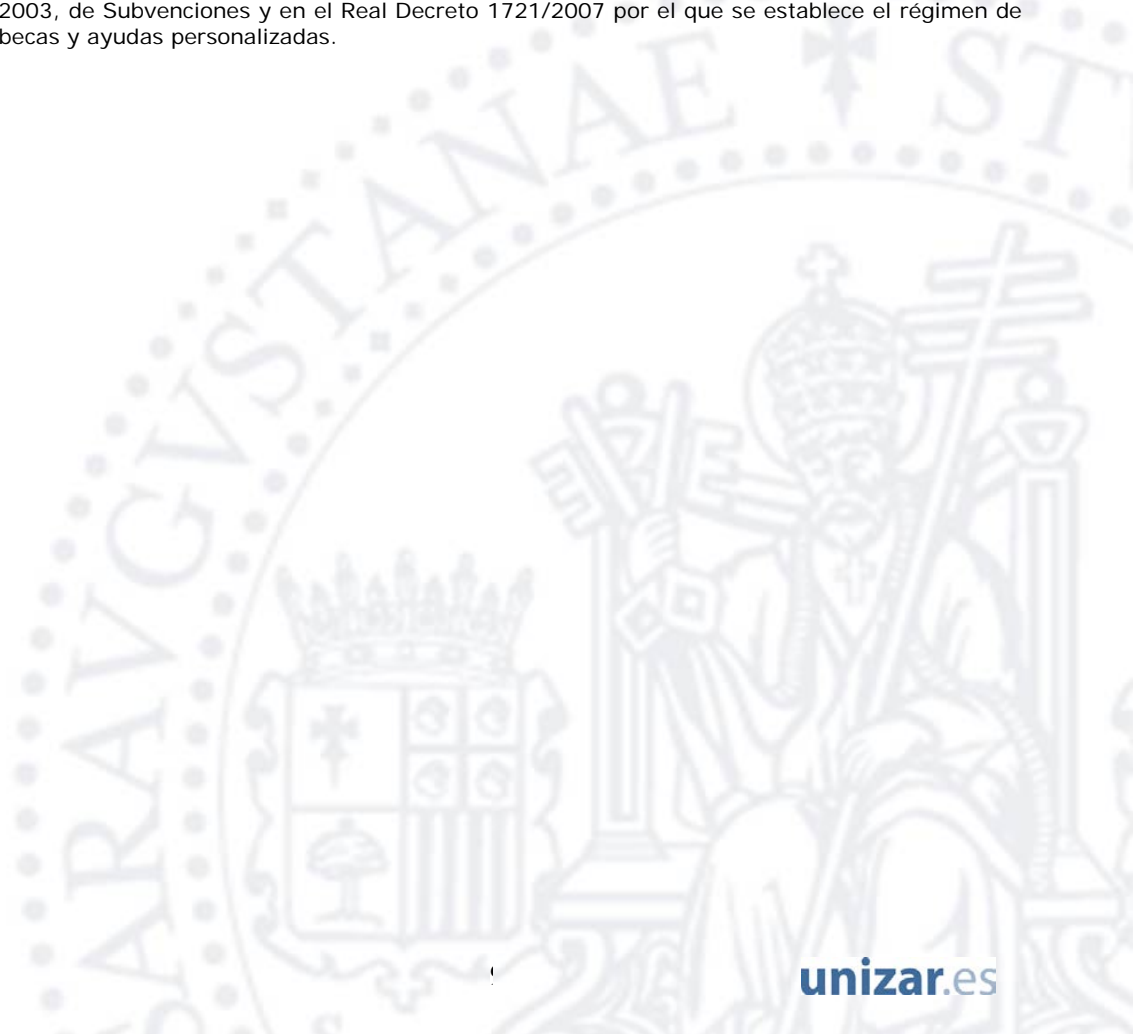 2003, de Subvenciones y en el Real Decreto 1721/2007 por el que se establece el régimen de
becas y ayudas personalizadas.
ARAVGVSTANAE ST
unizar.es